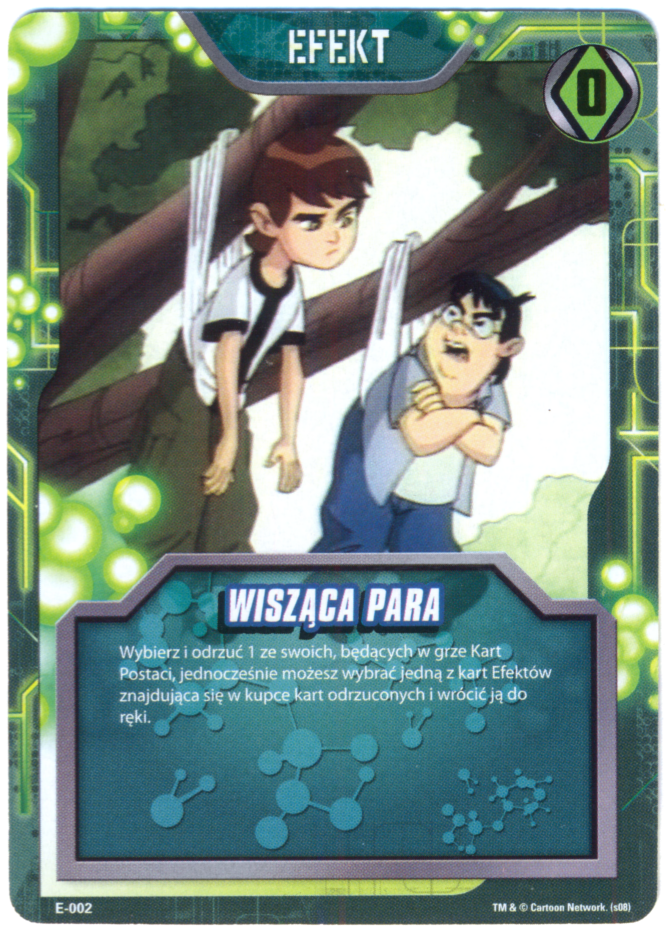 EFEKT
0
WISZĄCA PARA
Wybierz i odrzuć 1 ze swoich, będących w grze Kart
Postaci, jednocześnie możesz wybrać jedną z kart Efektów
znajdująca się w kupce kart odrzuconych i wrócić ją do
ręki.
E-002
TM & © Cartoon Network. (s08)